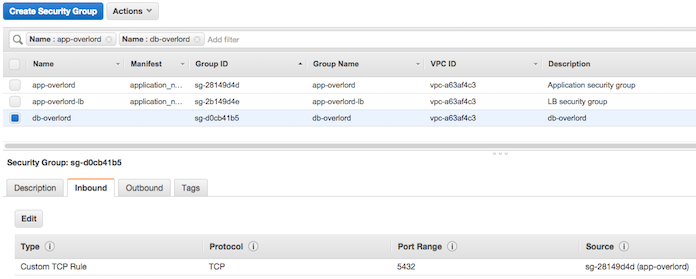 Create Security Group Actions
Name : app-overlord Name : db-overlord Add filter
Name Manifest Group ID Group Name VPC ID Description
app-overlord application_n... sg-28149d4d app-overlord vpc-a63af4c3 Application security group
app-overlord-lb application_n... sg-2b149d4e app-overlord-lb vpc-a63af4c3 LB security group
db-overlord sg-d0cb41b5 db-overlord vpc-a63af4c3 db-overlord
Security Group: sg-d0cb41b5
Description Inbound Outbound Tags
Edit
Type Protocol Port Range Source
Custom TCP Rule TCP 5432 sg-28149d4d (app-overlord)